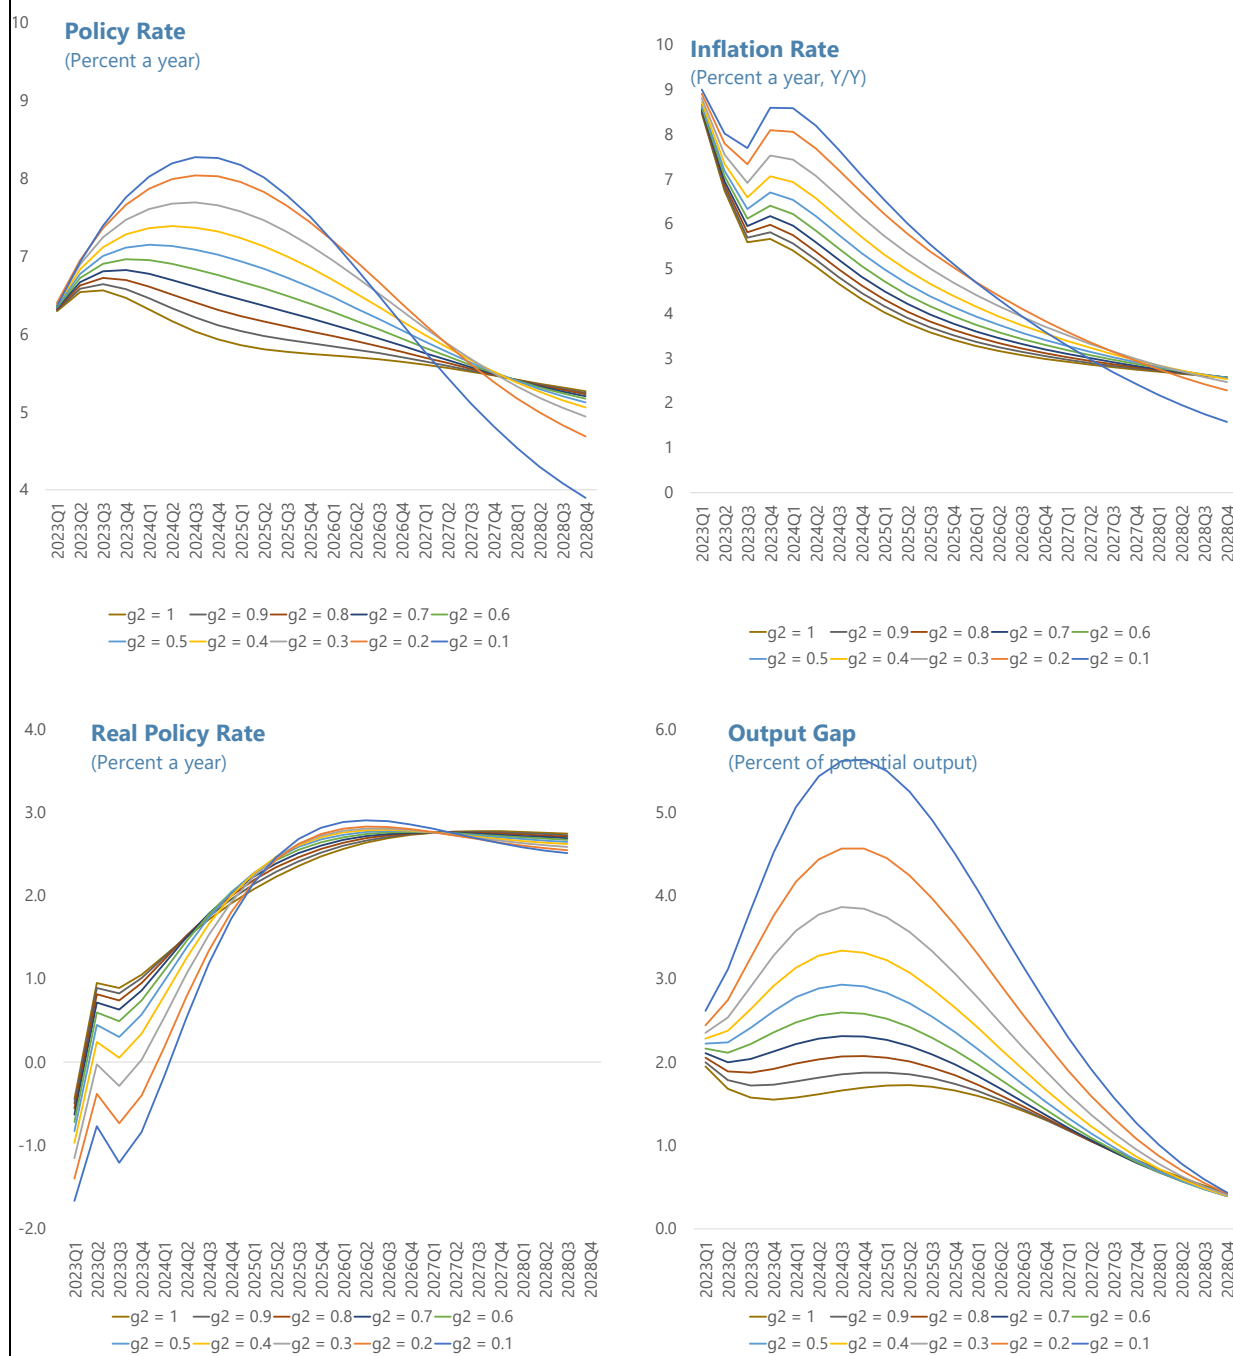 Policy Rate
(Percent a year)
10
9
8
7
6
5
4
2023Q1
2023Q2
2023Q3
2023Q4
2024Q1
2024Q2
2024Q3
2024Q4
2025Q1
2025Q2
2025Q3
2025Q4
2026Q1
2026Q2
2026Q3
2026Q4
2027Q1
2027Q2
2027Q3
2027Q4
2028Q1
2028Q2
2028Q3
2028Q4
g2 = 1 g2 = 0.9 g2 = 0.8 g2 = 0.7 g2 = 0.6
g2 = 0.5 g2 = 0.4 g2 = 0.3 g2 = 0.2 g2 = 0.1
Inflation Rate
(Percent a year, Y/Y)
10
9
8
7
6
5
4
3
2
1
0
2023Q1
2023Q2
2023Q3
2023Q4
2024Q1
2024Q2
2024Q3
2024Q4
2025Q1
2025Q2
2025Q3
2025Q4
2026Q1
2026Q2
2026Q3
2026Q4
2027Q1
2027Q2
2027Q3
2027Q4
2028Q1
2028Q2
2028Q3
2028Q4
g2 = 1 g2 = 0.9 g2 = 0.8 g2 = 0.7 g2 = 0.6
g2 = 0.5 g2 = 0.4 g2 = 0.3 g2 = 0.2 g2 = 0.1
Real Policy Rate
(Percent a year)
4.0
3.0
2.0
1.0
0.0
-1.0
-2.0
2023Q1
2023Q2
2023Q3
2023Q4
2024Q1
2024Q2
2024Q3
2024Q4
2025Q1
2025Q2
2025Q3
2025Q4
2026Q1
2026Q2
2026Q3
2026Q4
2027Q1
2027Q2
2027Q3
2027Q4
2028Q1
2028Q2
2028Q3
2028Q4
g2 = 1 g2 = 0.9 g2 = 0.8 g2 = 0.7 g2 = 0.6
g2 = 0.5 g2 = 0.4 g2 = 0.3 g2 = 0.2 g2 = 0.1
Output Gap
(Percent of potential output)
6.0
5.0
4.0
3.0
2.0
1.0
0.0
2023Q1
2023Q2
2023Q3
2023Q4
2024Q1
2024Q2
2024Q3
2024Q4
2025Q1
2025Q2
2025Q3
2025Q4
2026Q1
2026Q2
2026Q3
2026Q4
2027Q1
2027Q2
2027Q3
2027Q4
2028Q1
2028Q2
2028Q3
2028Q4
g2 = 1 g2 = 0.9 g2 = 0.8 g2 = 0.7 g2 = 0.6
g2 = 0.5 g2 = 0.4 g2 = 0.3 g2 = 0.2 g2 = 0.1